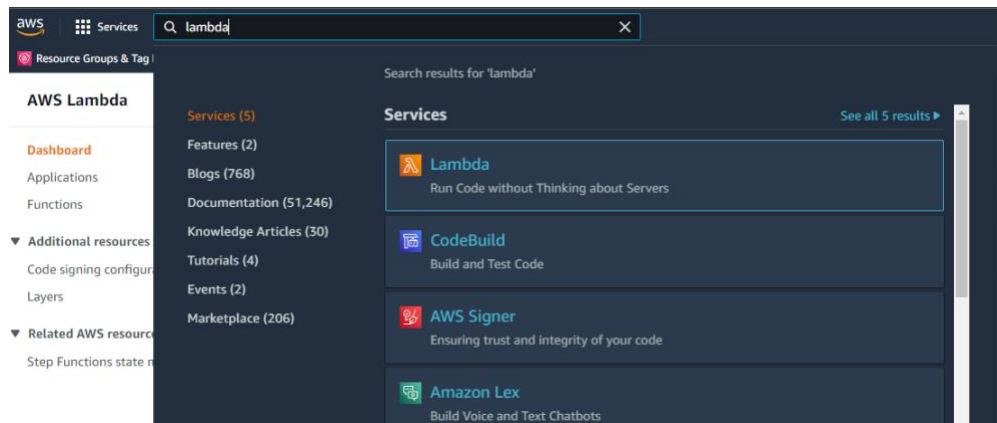 aws
Services
lambda
Resource Groups & Tag
AWS Lambda
Dashboard
Applications
Functions
Additional resources
Code signing
Layers
Related AWS
Step Functions state
Search results for 'lambda'
Services (5)
Features (2)
Blogs (768)
Documentation (51,246)
Knowledge Articles (30)
Tutorials (4)
Events (2)
Marketplace (206)
Services
See all 5 results
Lambda
Run Code without Thinking about Servers
CodeBuild
Build and Test Code
AWS Signer
Ensuring trust and integrity of your code
Amazon Lex
Build Voice and Text Chatbots